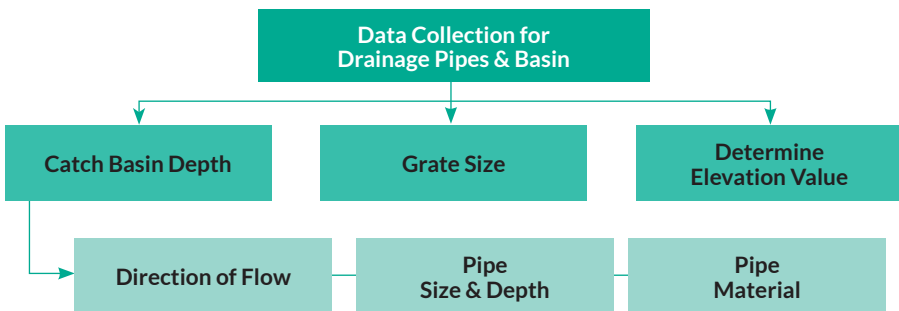 Data Collection for
Drainage Pipes & Basin
Catch Basin Depth
Grate Size
Determine
Elevation Value
Direction of Flow
Pipe
Size & Depth
Pipe
Material